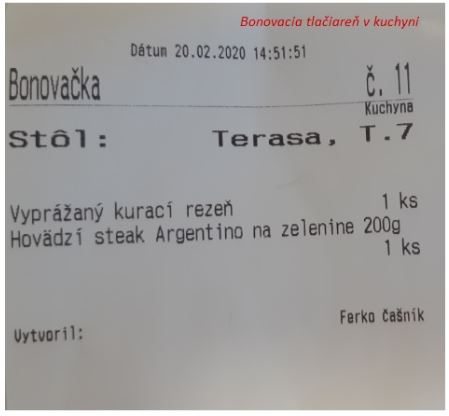 Bonovacia tlačiareň v kuchyni
Dátum 20.02.2020 14:51:51
Bonovačka č. 11
Kuchyna
Stôl: Terasa, T.7
Vyprážaný kurací rezeň 1 ks
Hovädzí steak Argentino na zelenine 200g
1 ks
Ferko čašník
Vytvoril: